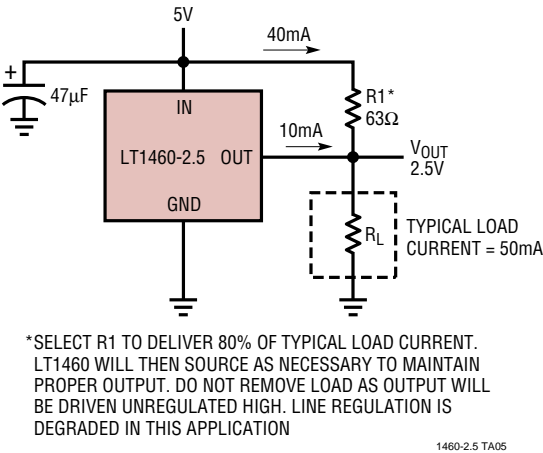 5V
40mA
+
47µF
R1*
63Ω
IN
LT1460-2.5 OUT
GND
10mA
VOUT
2.5V
RL
TYPICAL LOAD
CURRENT = 50mA
*SELECT R1 TO DELIVER 80% OF TYPICAL LOAD CURRENT.
LT1460 WILL THEN SOURCE AS NECESSARY TO MAINTAIN
PROPER OUTPUT. DO NOT REMOVE LOAD AS OUTPUT WILL
BE DRIVEN UNREGULATED HIGH. LINE REGULATION IS
DEGRADED IN THIS APPLICATION
1460-2.5 TA05